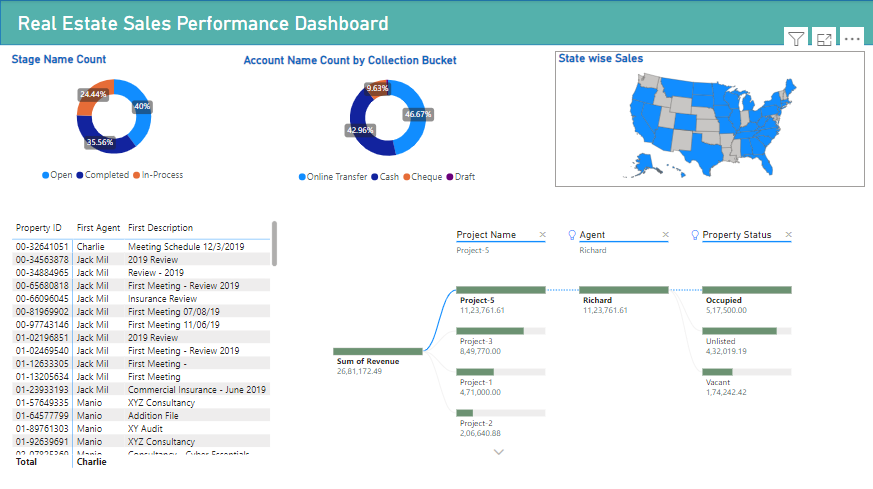 Real Estate Sales Performance Dashboard
Stage Name Count
24.44%
40%
35.56%
Open Completed In-Process
Account Name Count by Collection Bucket
9.63%
46.67%
42.96%
Online Transfer Cash Cheque Draft
State wise Sales
Property ID First Agent First Description
00-32641051 Charlie Meeting Schedule 12/3/2019
00-34563878 Jack Mil 2019 Review
00-34884965 Jack Mil Review - 2019
00-65680818 Jack Mil First Meeting - Review 2019
00-66096045 Jack Mil Insurance Review
00-81969902 Jack Mil First Meeting 07/08/19
00-97743146 Jack Mil First Meeting 11/06/19
01-02196851 Jack Mil 2019 Review
01-02469540 Jack Mil First Meeting - Review 2019
01-12633305 Jack Mil First Meeting -
01-13205634 Jack Mil First Meeting
01-23933193 Jack Mil Commercial Insurance - June 2019
01-57649335 Manio XYZ Consultancy
01-64577799 Manio Addition File
01-89761303 Manio XY Audit
01-92639691 Manio XYZ Consultancy
Manio Consultancy - Cyber Essentials
Total Charlie
Project Name
Project-5
Agent
Richard
Property Status
Sum of Revenue
26,81,172.49
Project-5
11,23,761.61
Project-3
8,49,770.00
Project-1
4,71,000.00
Project-2
2,06,640.88
Richard
11,23,761.61
Occupied
5,17,500.00
Unlisted
4,32,019.19
Vacant
1,74,242.42